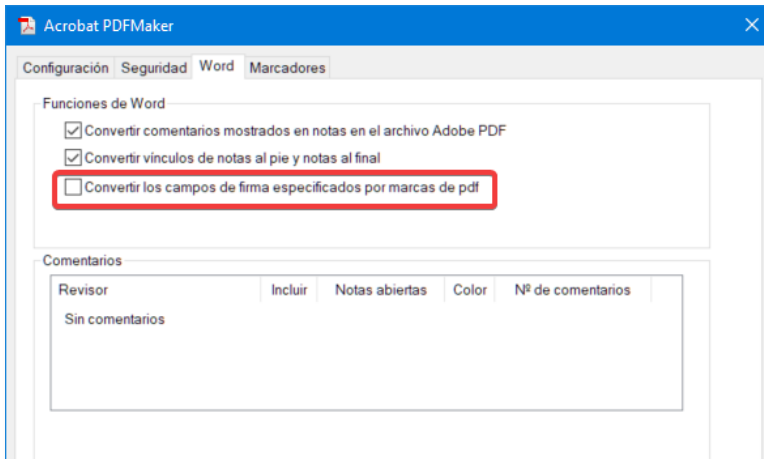 Acrobat PDFMaker
Configuración Seguridad Word Marcadores
Funciones de Word
Convertir comentarios mostrados en notas en el archivo Adobe PDF
Convertir vínculos de notas al pie y notas al final
Convertir los campos de firma especificados por marcas de pdf
Comentarios
Revisor Incluir Notas abiertas Color Nº de comentarios
Sin comentarios